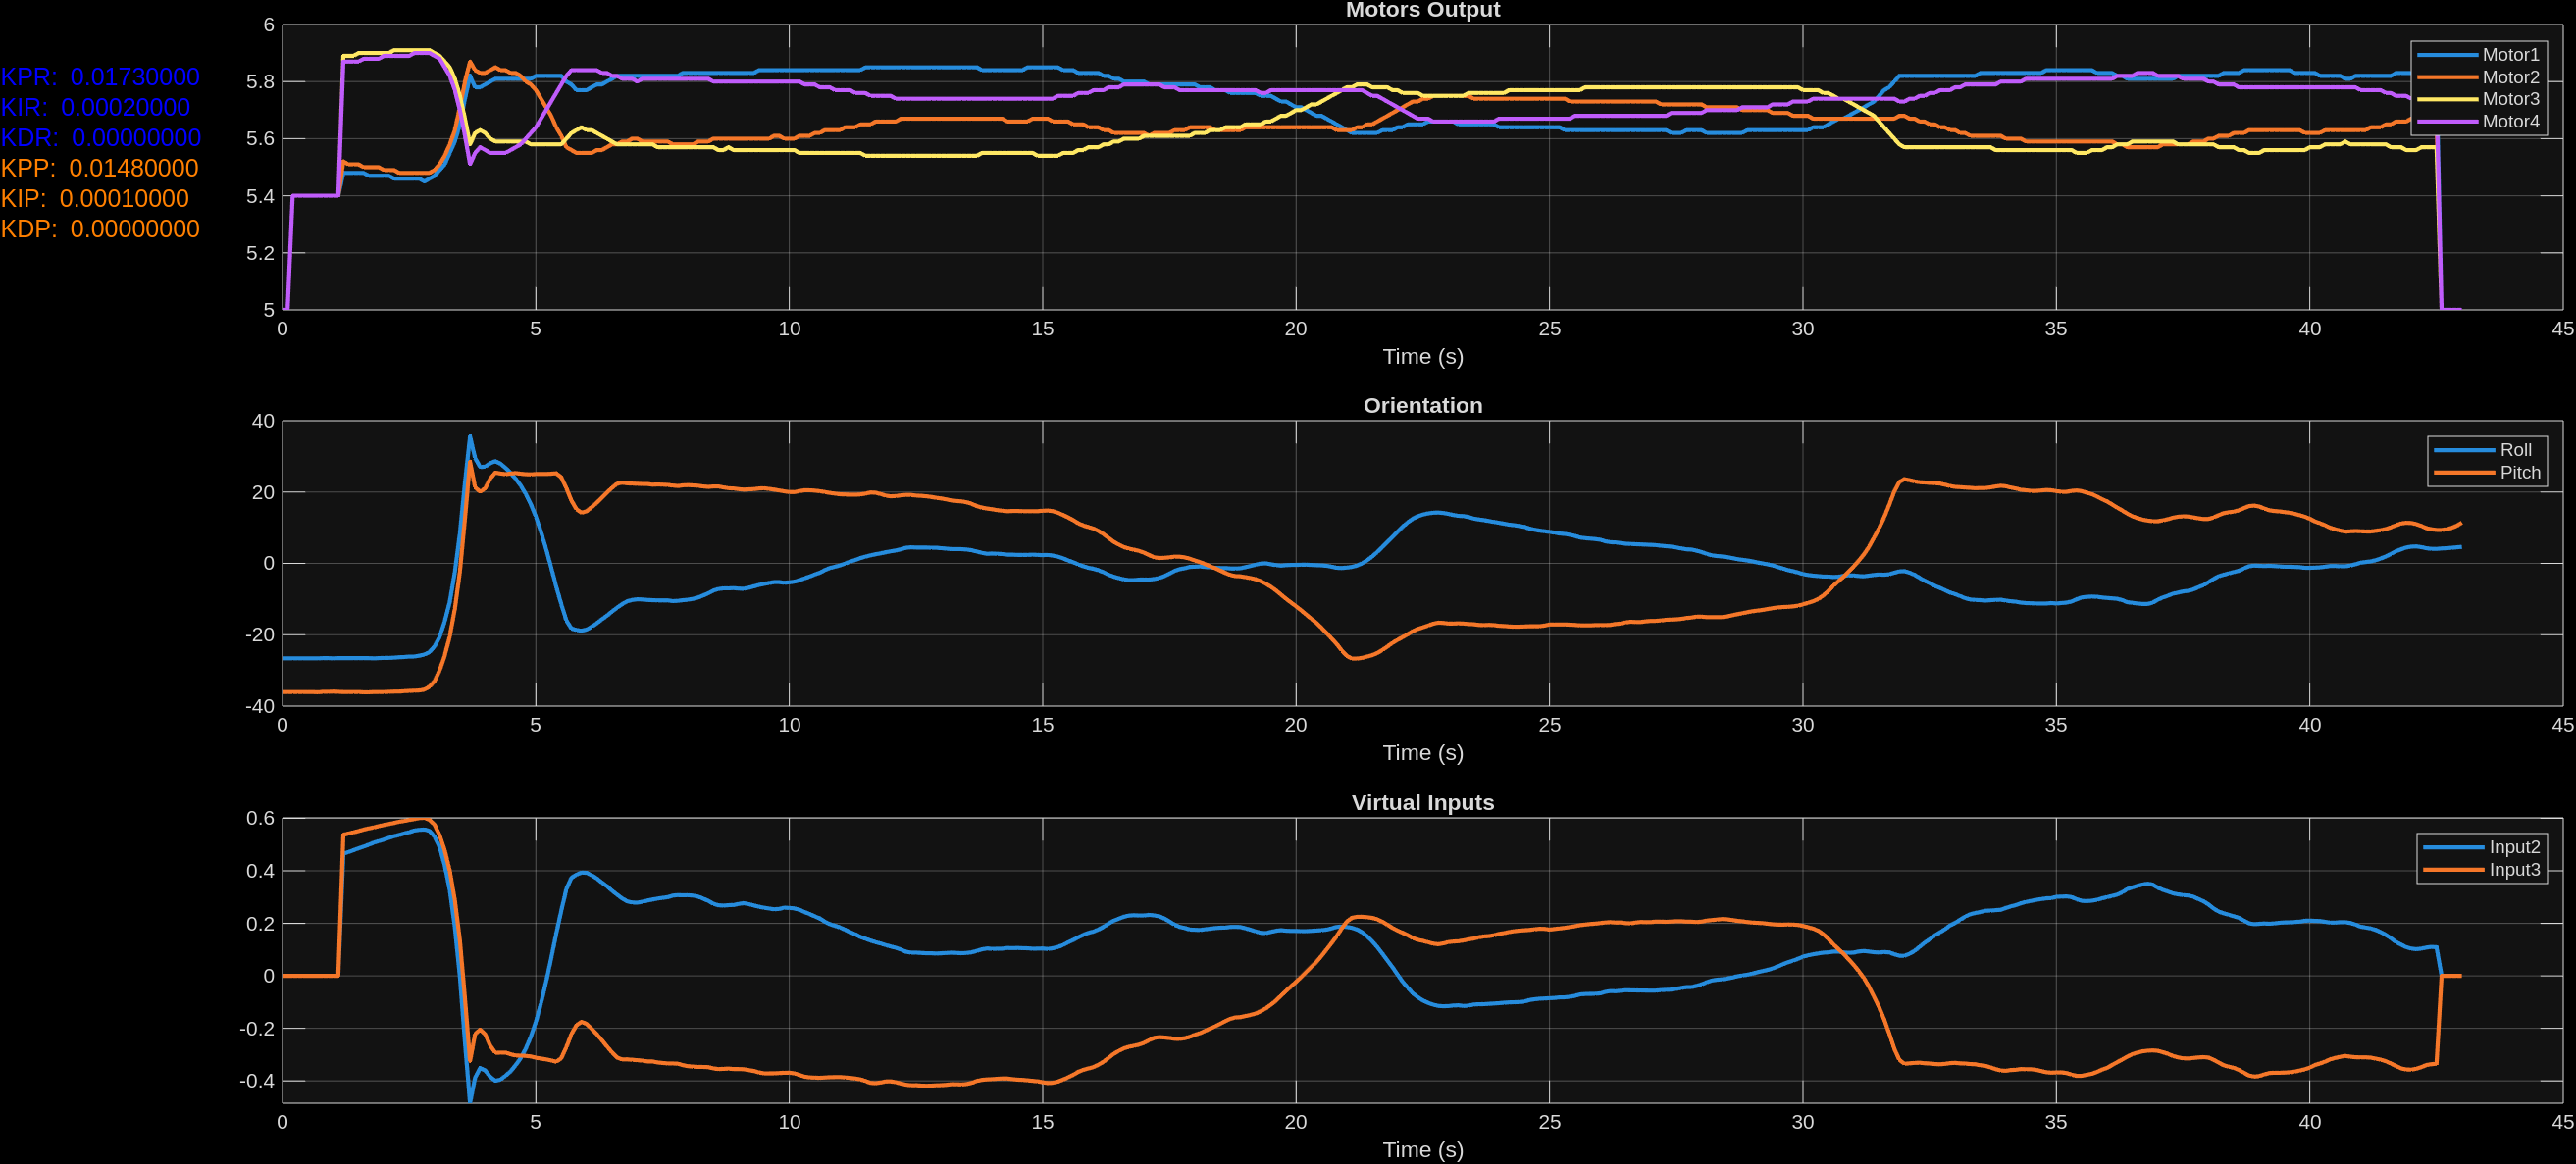 Motors Output
KPR: 0.01730000
KIR: 0.00020000
KDR: 0.00000000
KPP: 0.01480000
KIP: 0.00010000
KDP: 0.00000000
6
5.8
5.6
5.4
5.2
5
Motor1
Motor2
Motor3
Motor4
0 5 10 15 20 25 30 35 40 45
Time (s)
Orientation
40
20
0
-20
-40
Roll
Pitch
0 5 10 15 20 25 30 35 40 45
Time (s)
Virtual Inputs
0.6
0.4
0.2
0
-0.2
-0.4
Input2
Input3
0 5 10 15 20 25 30 35 40 45
Time (s)